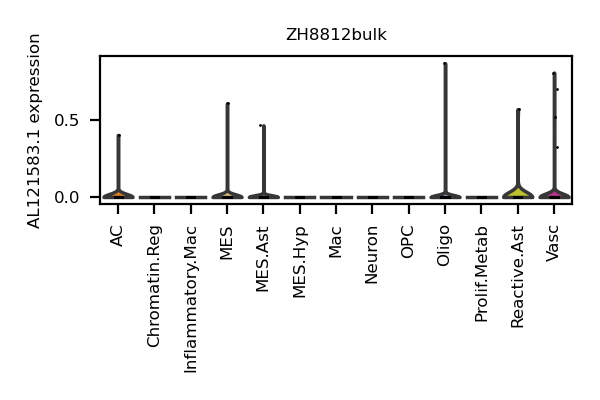 ZH8812bulk
AL121583.1 expression
0.5
0.0
AC
Chromatin.Reg
Inflammatory.Mac
MES
MES.Ast
MES.Hyp
Mac
Neuron
OPC
Oligo
Prolif.Metab
Reactive.Ast
Vasc